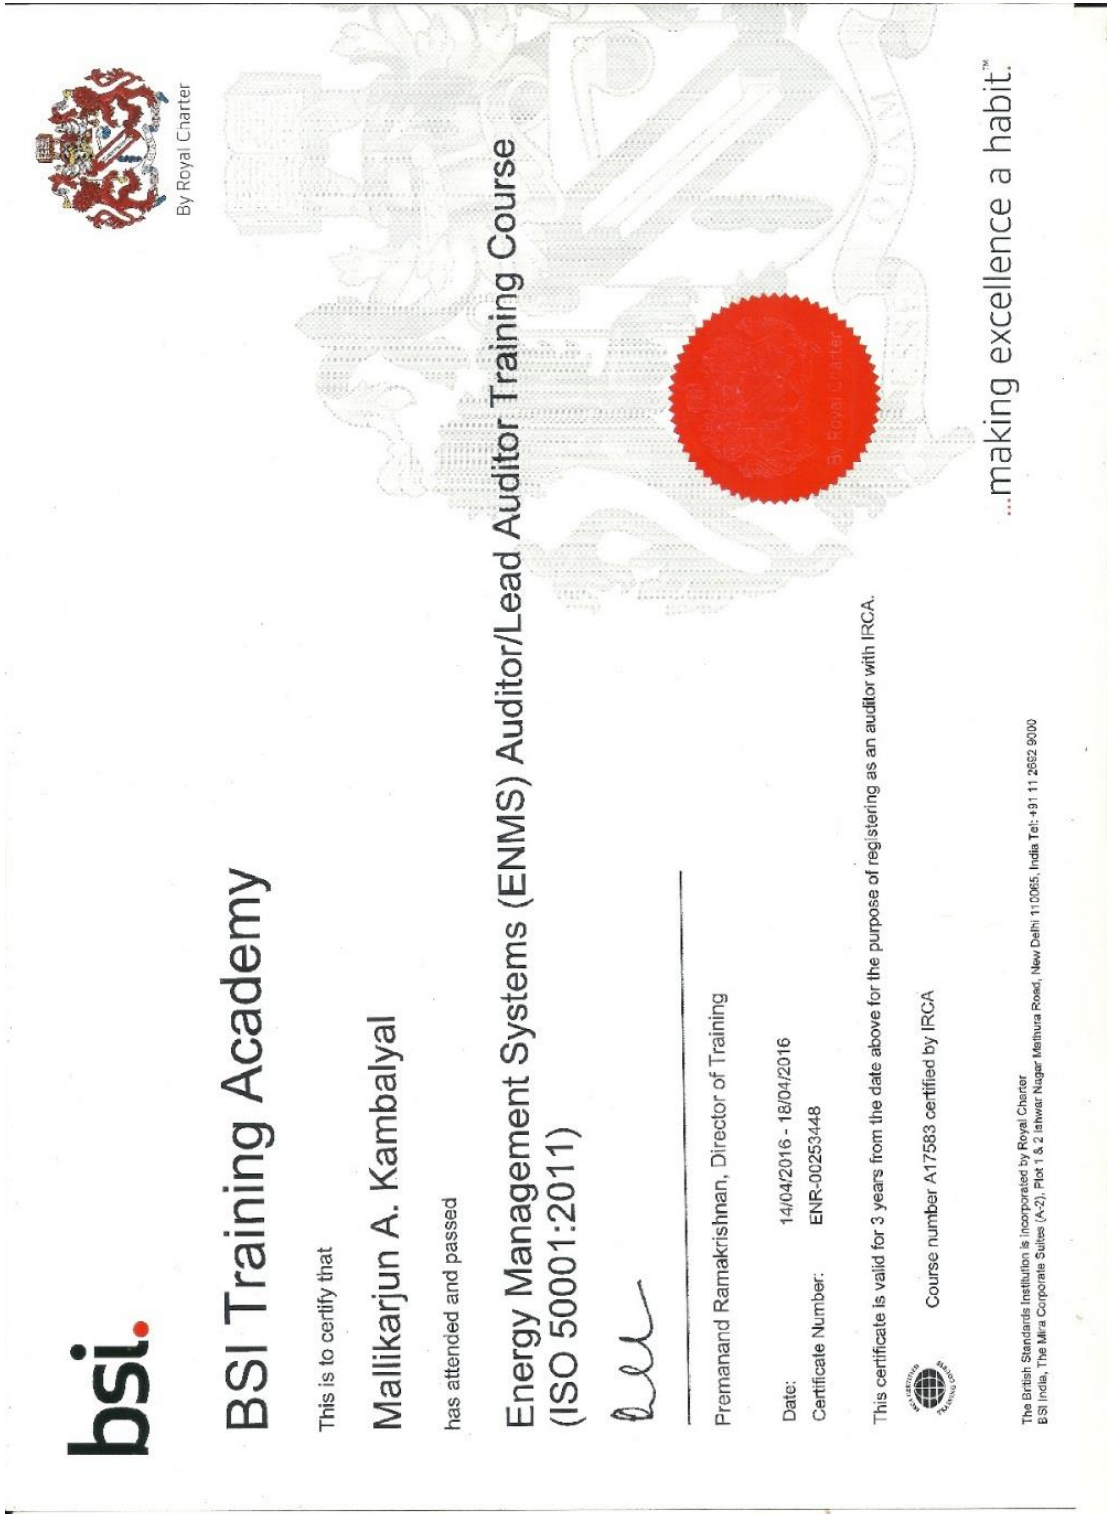 bsi.
By Royal Charter
BSI Training Academy
This is to certify that
Mallikarjun A. Kambalyal
has attended and passed
Energy Management Systems (ENMS) Auditor/Lead Auditor Training Course
(ISO 50001:2011)
Premanand Ramakrishnan, Director of Training
Date: 14/04/2016 - 18/04/2016
Certificate Number: ENR-00253448
By Royal Charter
This certificate is valid for 3 years from the date above for the purpose of registering as an auditor with IRCA.
Course number A17583 certified by IRCA
...making excellence a habit.™
The British Standards Institution is incorporated by Royal Charter
BSI India, The Mira Corporate Suites (A-2), Plot 1 & 2 Ishwar Nagar Mathura Road, New Delhi 110065, India Tel: +91 11 2692 9000